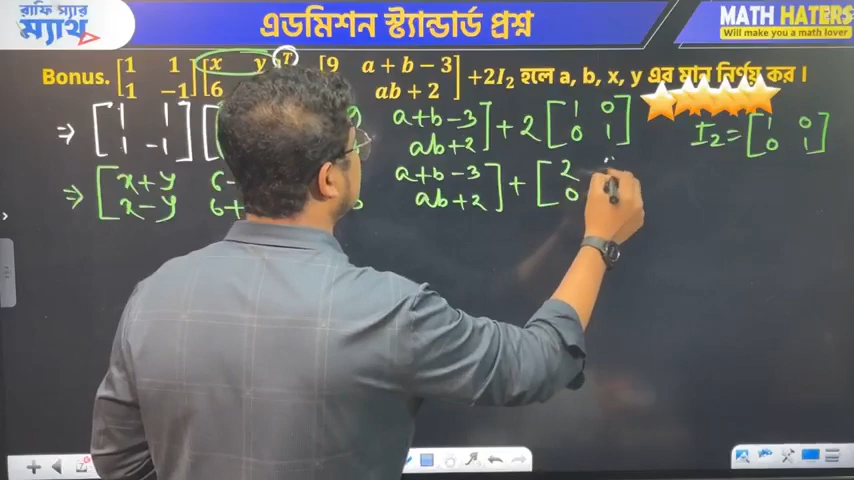 রাফি স্যার
ম্যাথ
এডমিশন স্ট্যান্ডার্ড প্রশ্ন
MATH HATERS
Will make you a math lover
Bonus. [1 1 1 -1] [x y 6]ᵀ [9 a + b - 3 ab + 2] +2I₂ হলে a, b, x, y এর মান নির্ণয় কর।
⇒ [1 1 1 -1] [ a+b-3 ab+2] + 2 [1 0 0 1] I₂ = [1 0 0 1]
⇒ [x+y 6- x-y 6+ a+b-3 ab+2] + [2 0